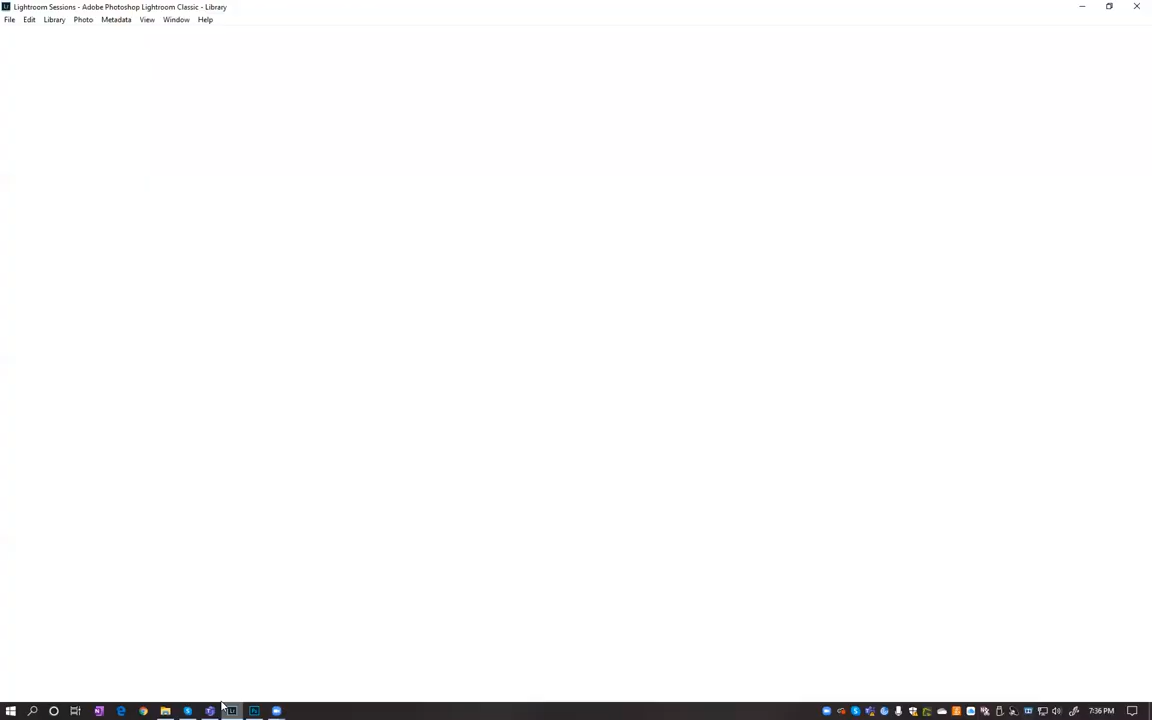 Lightroom Sessions - Adobe Photoshop Lightroom Classic - Library
File Edit Library Photo Metadata View Window Help
7:36 PM